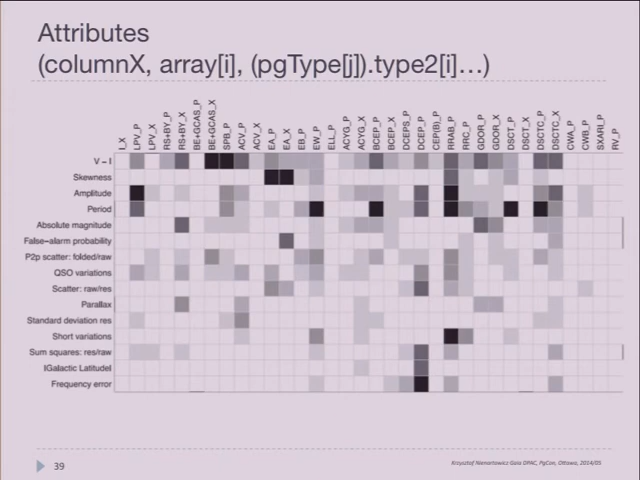 Attributes
(columnX, array[i], (pgType[j]).type2[i]…)
I_X
LPV_P
LPV_X
RS+BY_P
RS+BY_X
BE+GCAS_P
BE+GCAS_X
SPB_P
ACV_P
ACV_X
EA_P
EA_X
EB_P
EW_P
ELL_P
ACYG_P
ACYG_X
BCEP_P
BCEP_X
DCEPS_P
DCEP_P
CEP(B)_P
RRAB_P
RRC_P
GDOR_P
GDOR_X
DSCT_P
DSCT_X
DSCTC_P
DSCTC_X
CWA_P
CWB_P
SXARI_P
RV_P
V − I
Skewness
Amplitude
Period
Absolute magnitude
False−alarm probability
P2p scatter: folded/raw
QSO variations
Scatter: raw/res
Parallax
Standard deviation res
Short variations
Sum squares: res/raw
IGalactic Latitudel
Frequency error
39
Krzysztof Nienartowicz Gaia DPAC, PgCon, Ottawa, 2014/05